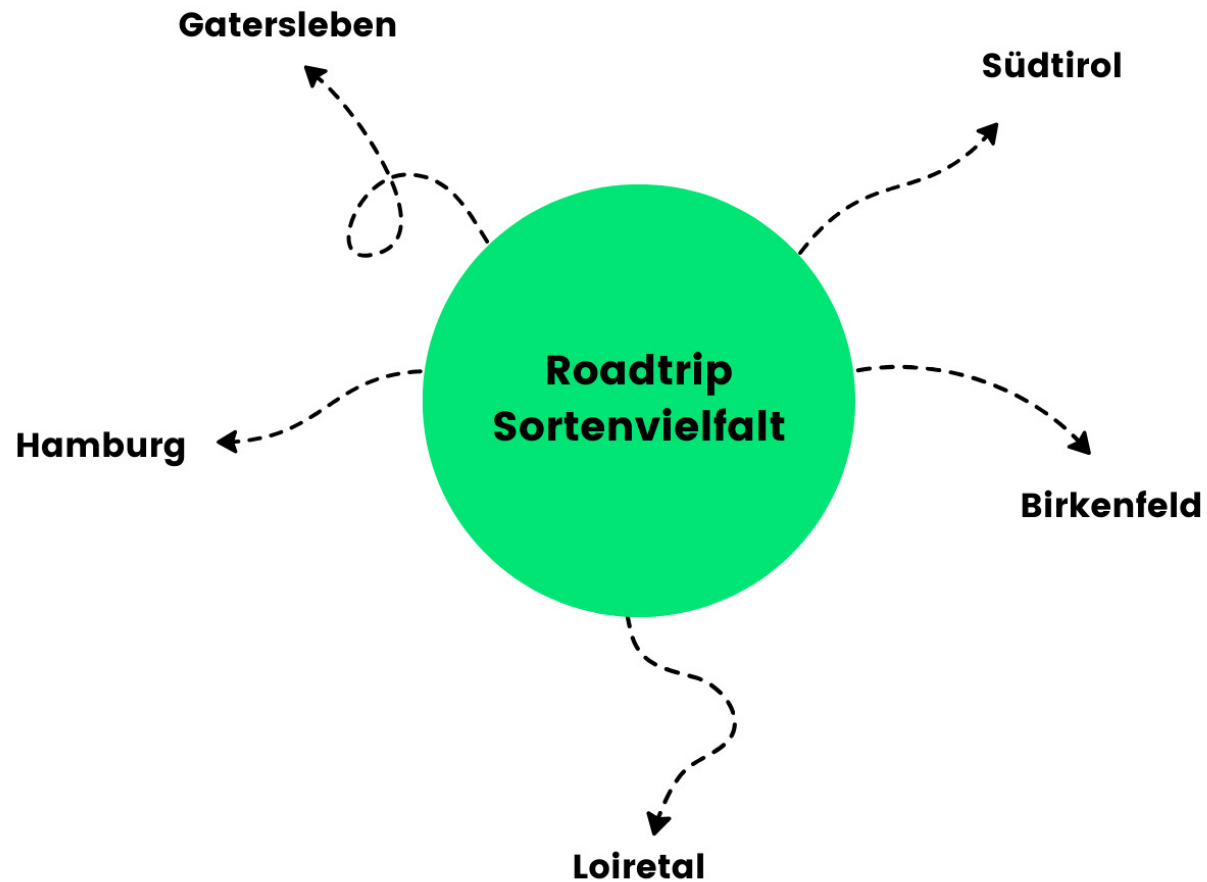 Gatersleben
Südtirol
Roadtrip
Sortenvielfalt
Hamburg
Birkenfeld
Loiretal